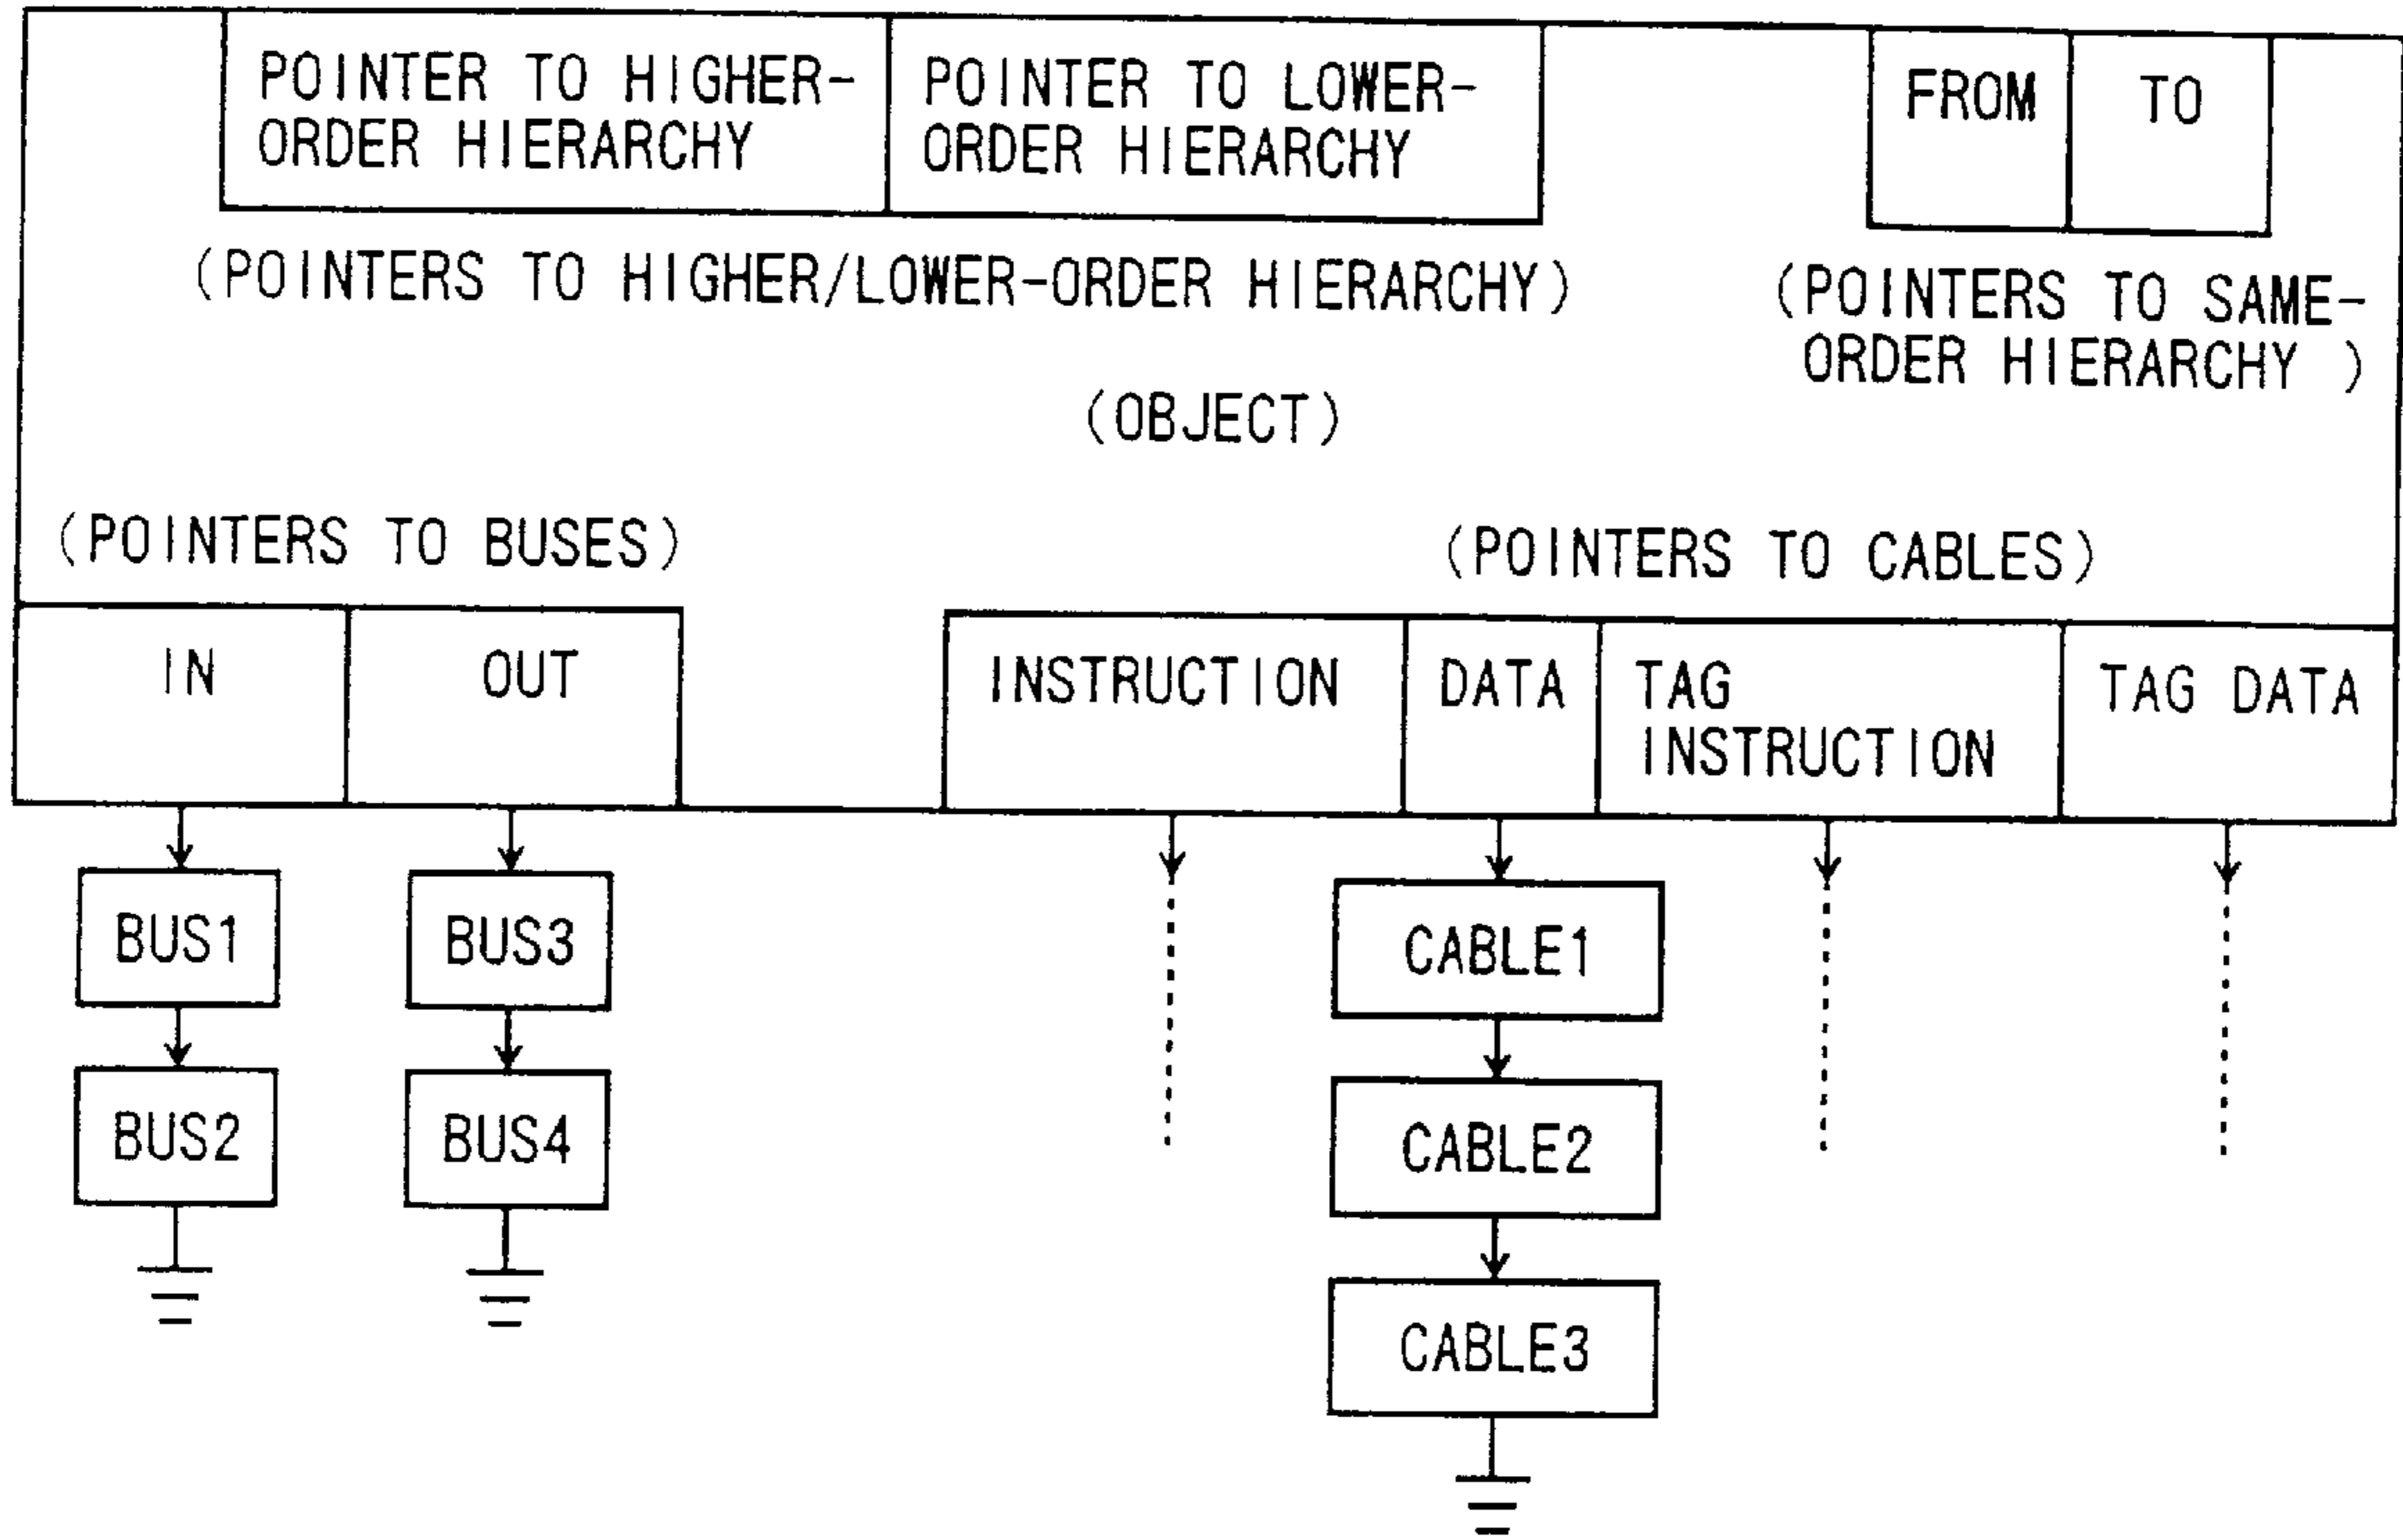 POINTER TO HIGHER-
ORDER HIERARCHY
POINTER TO LOWER-
ORDER HIERARCHY
FROM
TO
(POINTERS TO HIGHER/LOWER-ORDER HIERARCHY)
(POINTERS TO SAME-
ORDER HIERARCHY )
(OBJECT)
(POINTERS TO BUSES)
(POINTERS TO CABLES)
IN
OUT
INSTRUCTION
DATA
TAG
INSTRUCTION
TAG DATA
BUS1
BUS3
CABLE1
BUS2
BUS4
CABLE2
CABLE3